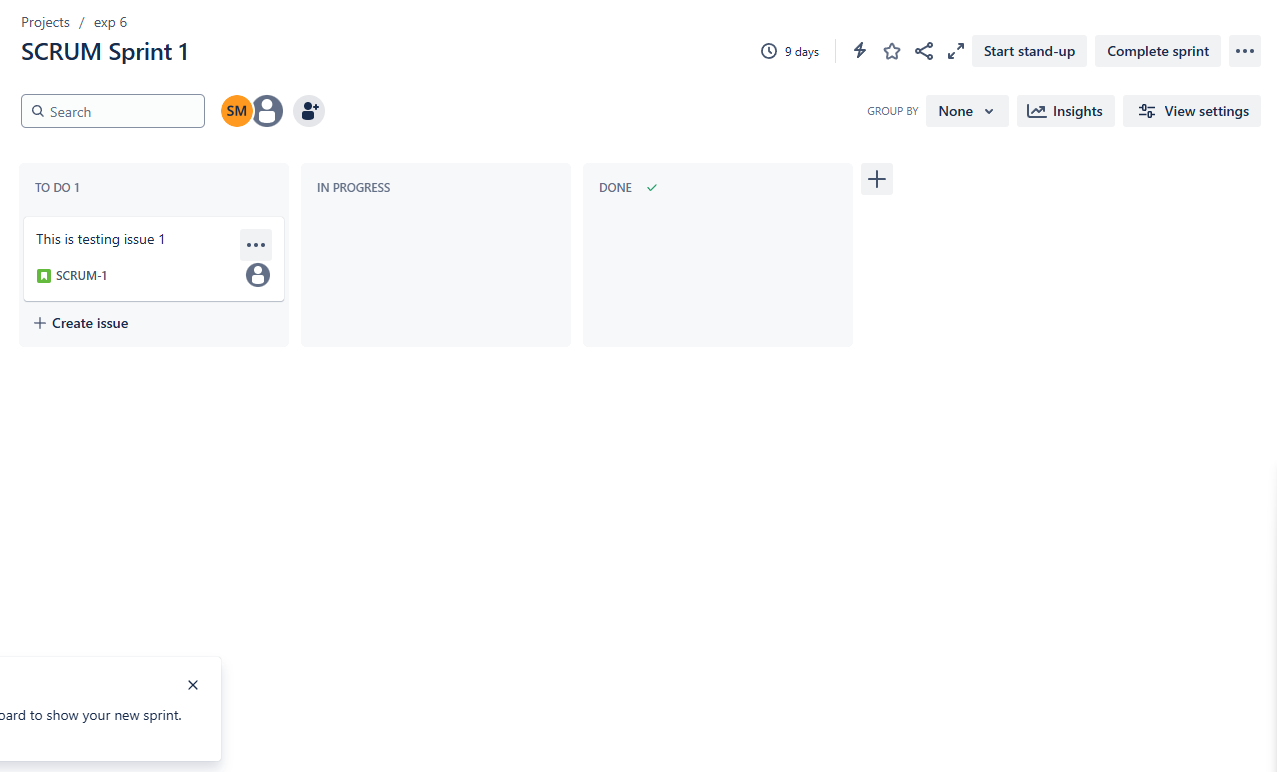 Projects / exp 6
SCRUM Sprint 1
9 days
Start stand-up
Complete sprint
Search
SM
GROUP BY
None
Insights
View settings
TO DO 1
IN PROGRESS
DONE
This is testing issue 1
SCRUM-1
Create issue
to show your new sprint.